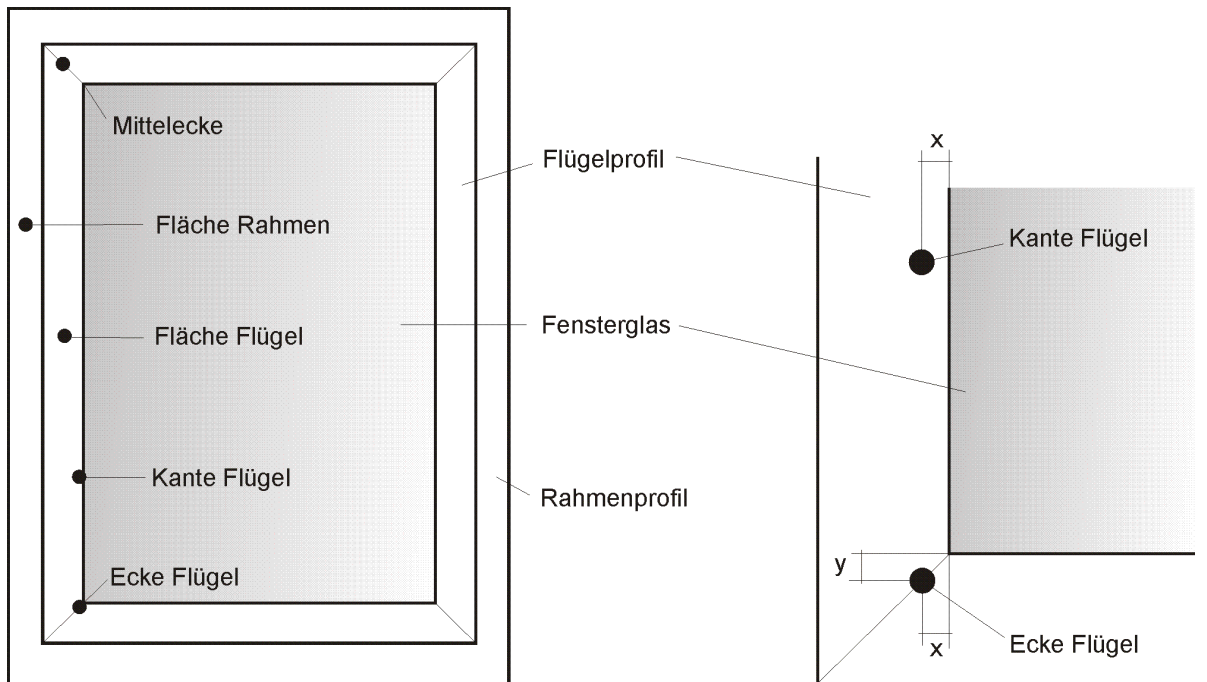 Mittelecke
Fläche Rahmen
Fläche Flügel
Kante Flügel
Ecke Flügel
Flügelprofil
Fensterglas
Rahmenprofil
x
Kante Flügel
y
x
Ecke Flügel